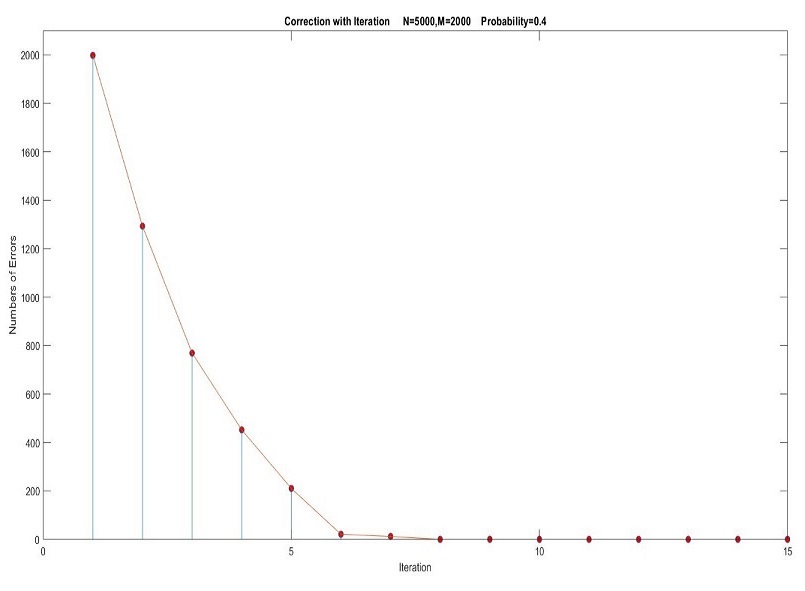 Correction with Iteration N=5000,M=2000 Probability=0.4
2000
1800
1600
1400
1200
1000
800
600
400
200
0
Numbers of Errors
0 5 10 15
Iteration